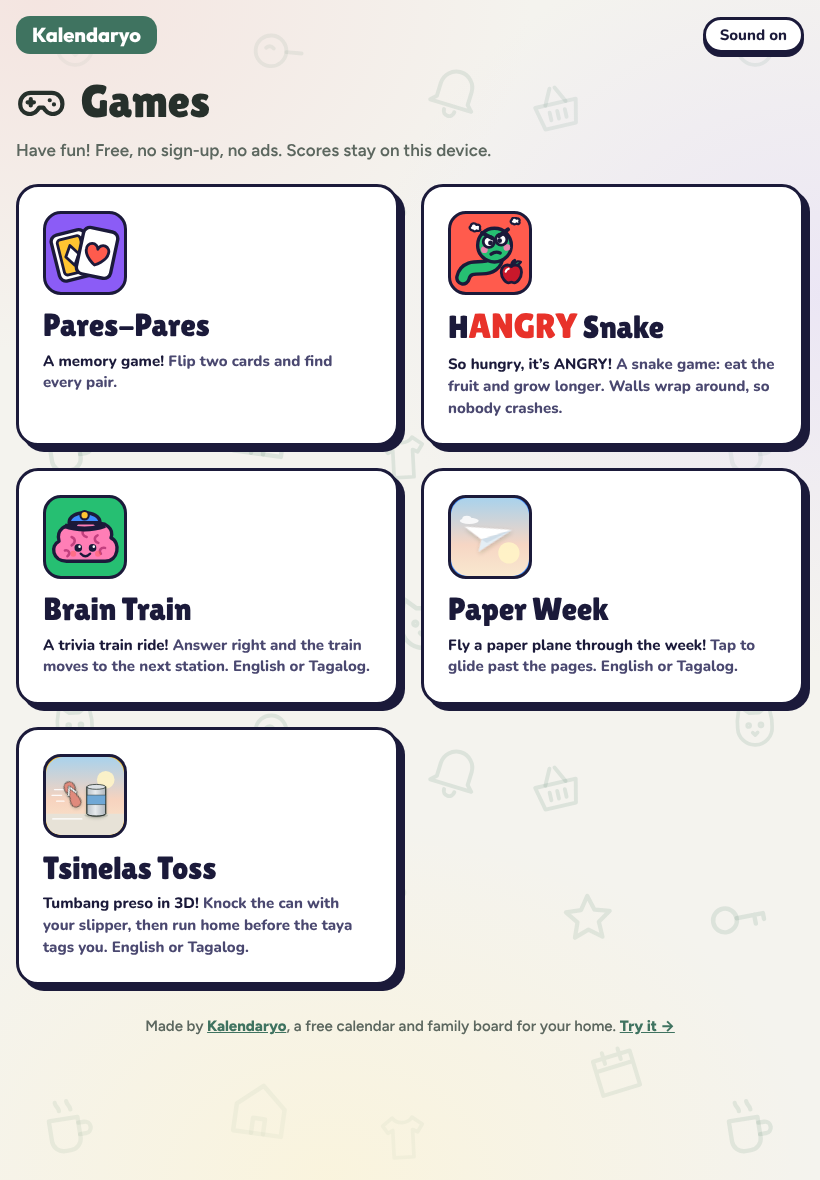 Kalendaryo
Sound on
Games
Have fun! Free, no sign-up, no ads. Scores stay on this device.
Pares-Pares
A memory game! Flip two cards and find
every pair.
HANGRY Snake
So hungry, it's ANGRY! A snake game: eat the
fruit and grow longer. Walls wrap around, so
nobody crashes.
Brain Train
A trivia train ride! Answer right and the train
moves to the next station. English or Tagalog.
Paper Week
Fly a paper plane through the week! Tap to
glide past the pages. English or Tagalog.
Tsinelas Toss
Tumbang preso in 3D! Knock the can with
your slipper, then run home before the taya
tags you. English or Tagalog.
Made by Kalendaryo, a free calendar and family board for your home. Try it →